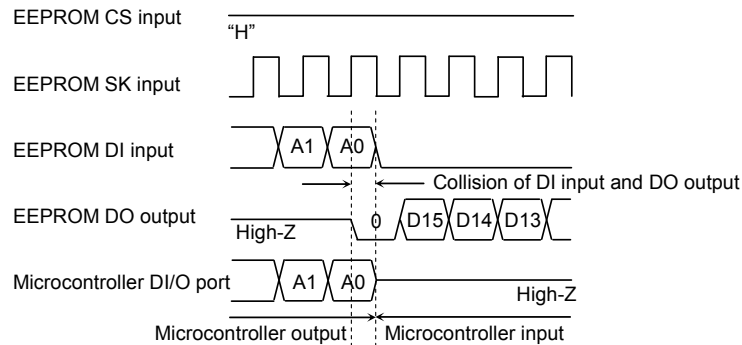 EEPROM CS input
“H”
EEPROM SK input
EEPROM DI input A1 A0
Collision of DI input and DO output
EEPROM DO output High-Z 0 D15 D14 D13
Microcontroller DI/O port A1 A0 High-Z
Microcontroller output Microcontroller input